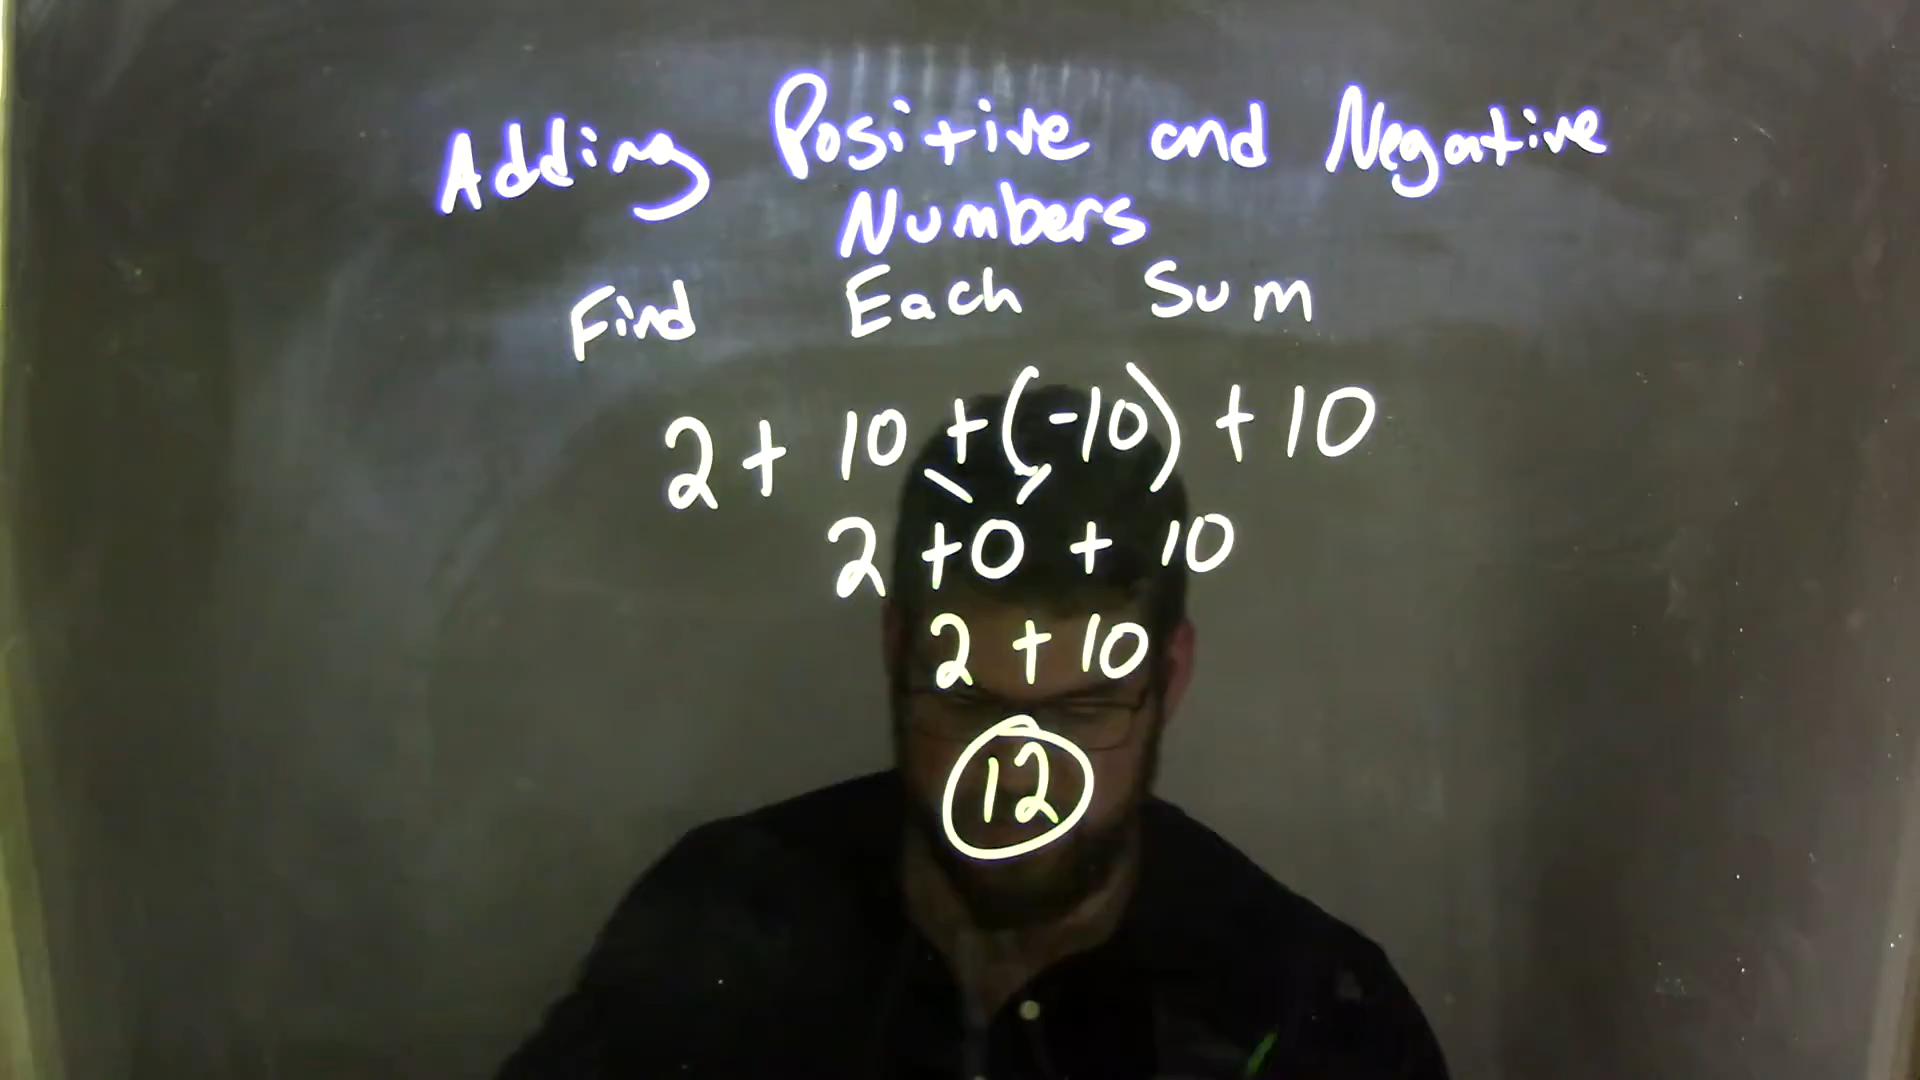 Adding Positive and Negative
Numbers
Find Each Sum
2 + 10 + (-10) + 10
2 + 0 + 10
2 + 10
12